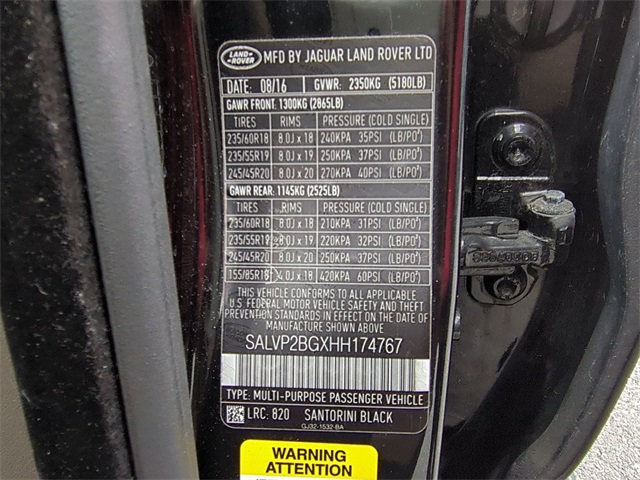 LAND ROVER MFD BY JAGUAR LAND ROVER LTD
DATE: 08/16 GVWR: 2350KG (5180LB)
GAWR FRONT: 1300KG (2865LB)
TIRES RIMS PRESSURE (COLD SINGLE)
235/60R18 8.0J x 18 240KPA 35PSI (LB/PO²)
235/55R19 8.0J x 19 250KPA 37PSI (LB/PO²)
245/45R20 8.0J x 20 270KPA 40PSI (LB/PO²)
GAWR REAR: 1145KG (2525LB)
TIRES RIMS PRESSURE (COLD SINGLE)
235/60R18 8.0J x 18 210KPA 31PSI (LB/PO²)
235/55R19 8.0J x 19 220KPA 32PSI (LB/PO²)
245/45R20 8.0J x 20 250KPA 37PSI (LB/PO²)
155/85R18 4.0J x 18 420KPA 60PSI (LB/PO²)
THIS VEHICLE CONFORMS TO ALL APPLICABLE
U.S. FEDERAL MOTOR VEHICLE SAFETY AND THEFT
PREVENTION STANDARDS IN EFFECT ON THE DATE OF
MANUFACTURE SHOWN ABOVE
SALVP2BGXHH174767
TYPE: MULTI-PURPOSE PASSENGER VEHICLE
LRC: 820 SANTORINI BLACK
GJ32-1532-BA
WARNING
ATTENTION